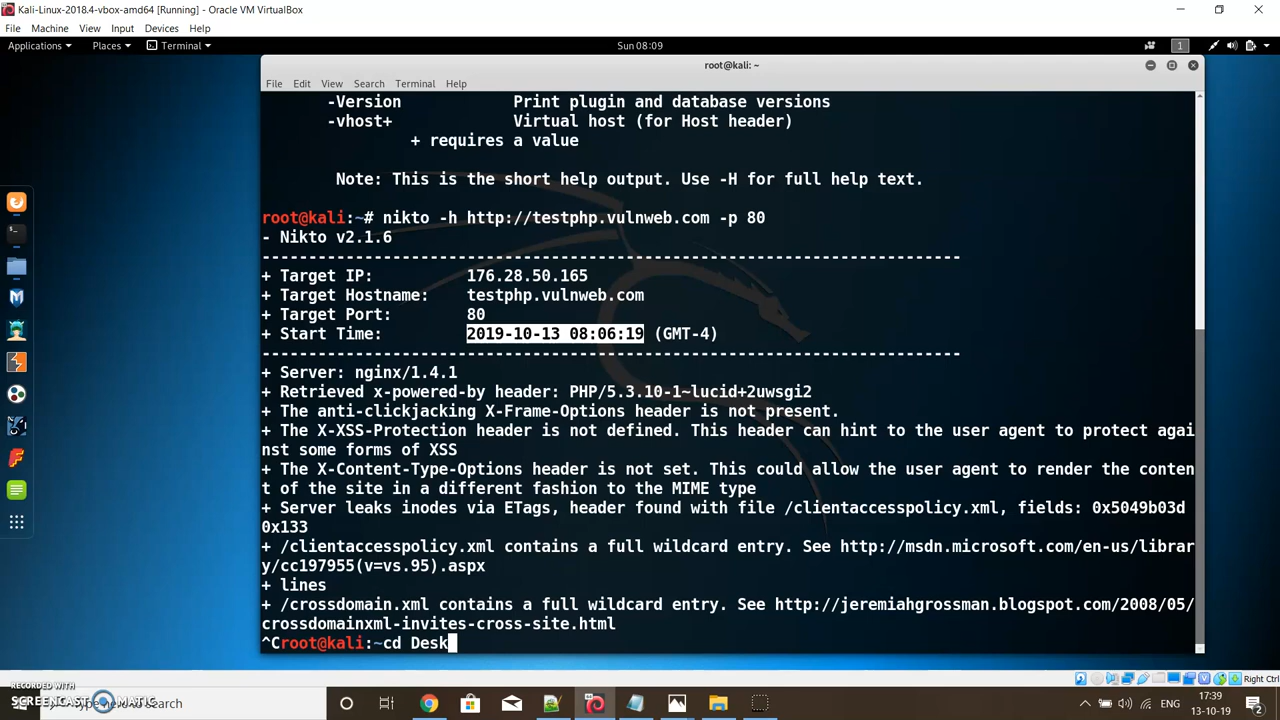 Kali-Linux-2018.4-vbox-amd64 [Running] - Oracle VM VirtualBox
File Machine View Input Devices Help
Applications Places Terminal Sun 08:09 1
root@kali: ~
File Edit View Search Terminal Help
-Version Print plugin and database versions
-vhost+ Virtual host (for Host header)
+ requires a value
Note: This is the short help output. Use -H for full help text.
root@kali:~# nikto -h http://testphp.vulnweb.com -p 80
- Nikto v2.1.6
---------------------------------------------------------------------------
+ Target IP: 176.28.50.165
+ Target Hostname: testphp.vulnweb.com
+ Target Port: 80
+ Start Time: 2019-10-13 08:06:19 (GMT-4)
---------------------------------------------------------------------------
+ Server: nginx/1.4.1
+ Retrieved x-powered-by header: PHP/5.3.10-1~lucid+2uwsgi2
+ The anti-clickjacking X-Frame-Options header is not present.
+ The X-XSS-Protection header is not defined. This header can hint to the user agent to protect agai
nst some forms of XSS
+ The X-Content-Type-Options header is not set. This could allow the user agent to render the conten
t of the site in a different fashion to the MIME type
+ Server leaks inodes via ETags, header found with file /clientaccesspolicy.xml, fields: 0x5049b03d
0x133
+ /clientaccesspolicy.xml contains a full wildcard entry. See http://msdn.microsoft.com/en-us/librar
y/cc197955(v=vs.95).aspx
+ lines
+ /crossdomain.xml contains a full wildcard entry. See http://jeremiahgrossman.blogspot.com/2008/05/
crossdomainxml-invites-cross-site.html
^Croot@kali:~cd Desk
Right Ctrl
RECORDED WITH
SCREENCAST MATIC
here to search
ENG
17:39
13-10-19
2